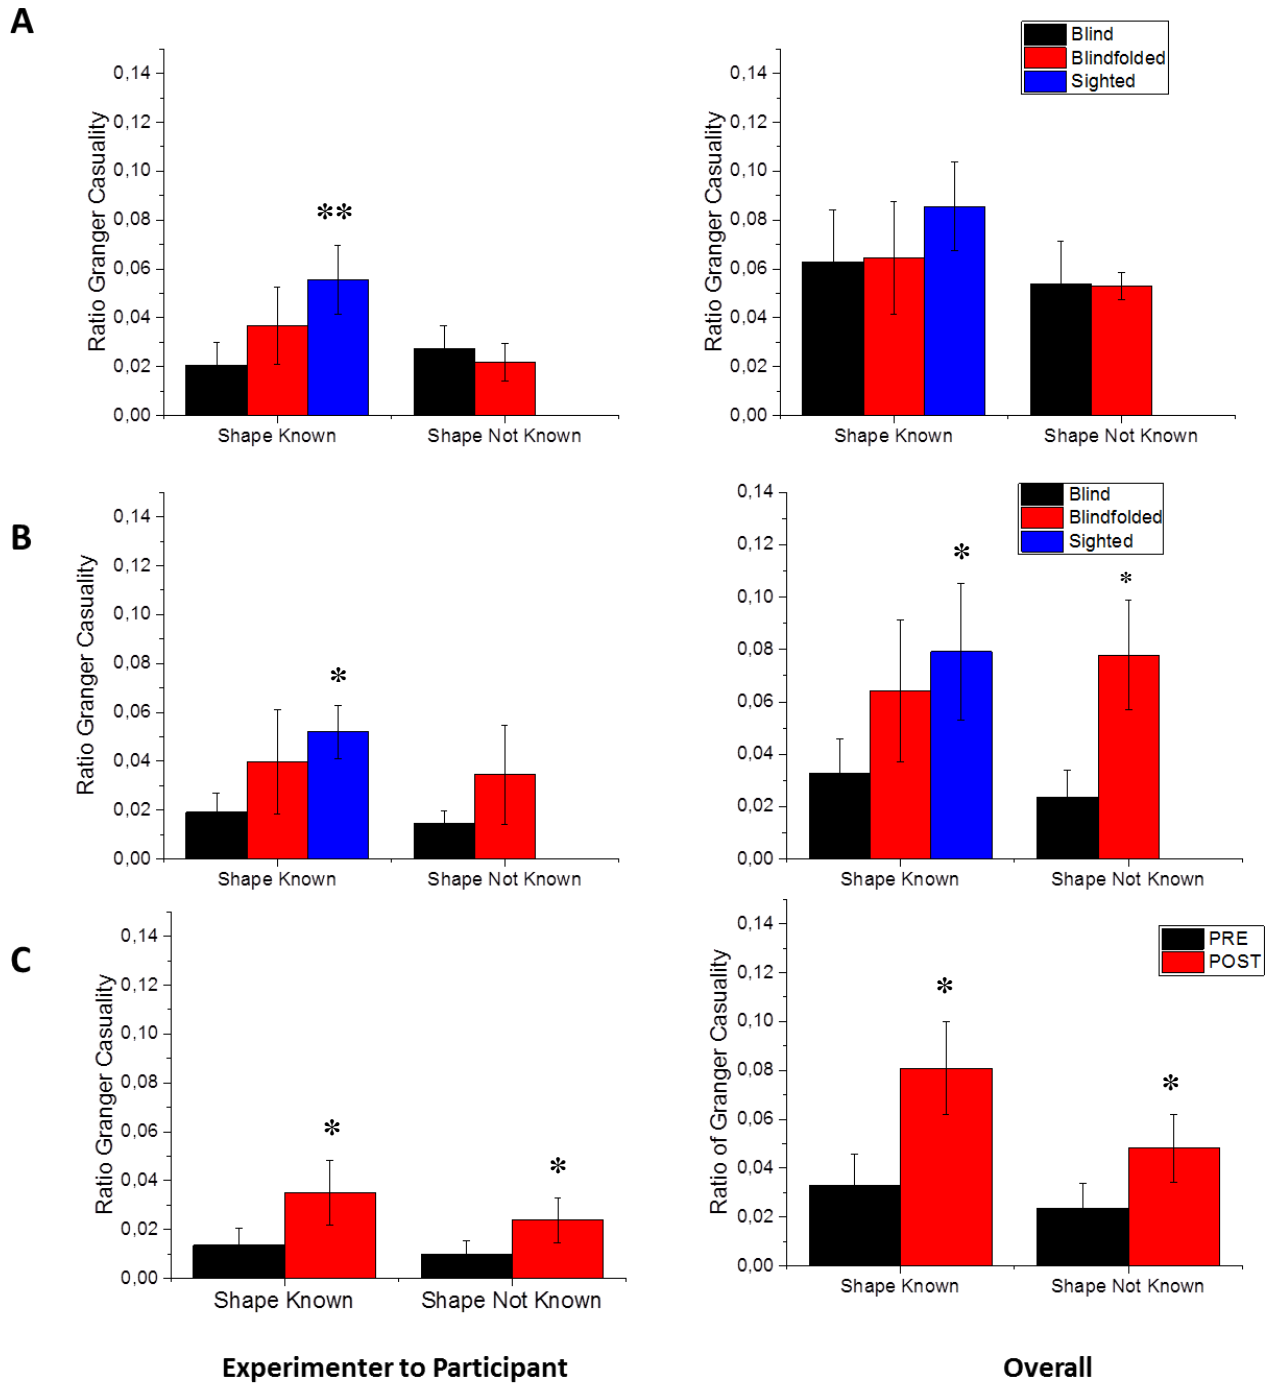 A
Ratio Granger Casuality
0,14
0,12
0,10
0,08
0,06
0,04
0,02
0,00
**
Shape Known
Shape Not Known
Ratio Granger Casuality
0,14
0,12
0,10
0,08
0,06
0,04
0,02
0,00
Blind
Blindfolded
Sighted
Shape Known
Shape Not Known
B
Ratio Granger Casuality
0,14
0,12
0,10
0,08
0,06
0,04
0,02
0,00
*
Shape Known
Shape Not Known
Ratio Granger Casuality
0,14
0,12
0,10
0,08
0,06
0,04
0,02
0,00
Blind
Blindfolded
Sighted
*
*
Shape Known
Shape Not Known
C
Ratio Granger Casuality
0,14
0,12
0,10
0,08
0,06
0,04
0,02
0,00
*
*
Shape Known
Shape Not Known
Ratio of Granger Casuality
0,14
0,12
0,10
0,08
0,06
0,04
0,02
0,00
PRE
POST
*
*
Shape Known
Shape Not Known
Experimenter to Participant
Overall